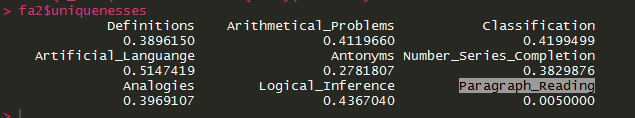 > fa2$uniquenesses
Definitions Arithmetical_Problems Classification
0.3896150 0.4119660 0.4199499
Artificial_Languange Antonyms Number_Series_Completion
0.5147419 0.2781807 0.3829876
Analogies Logical_Inference Paragraph_Reading
0.3969107 0.4367040 0.0050000
>